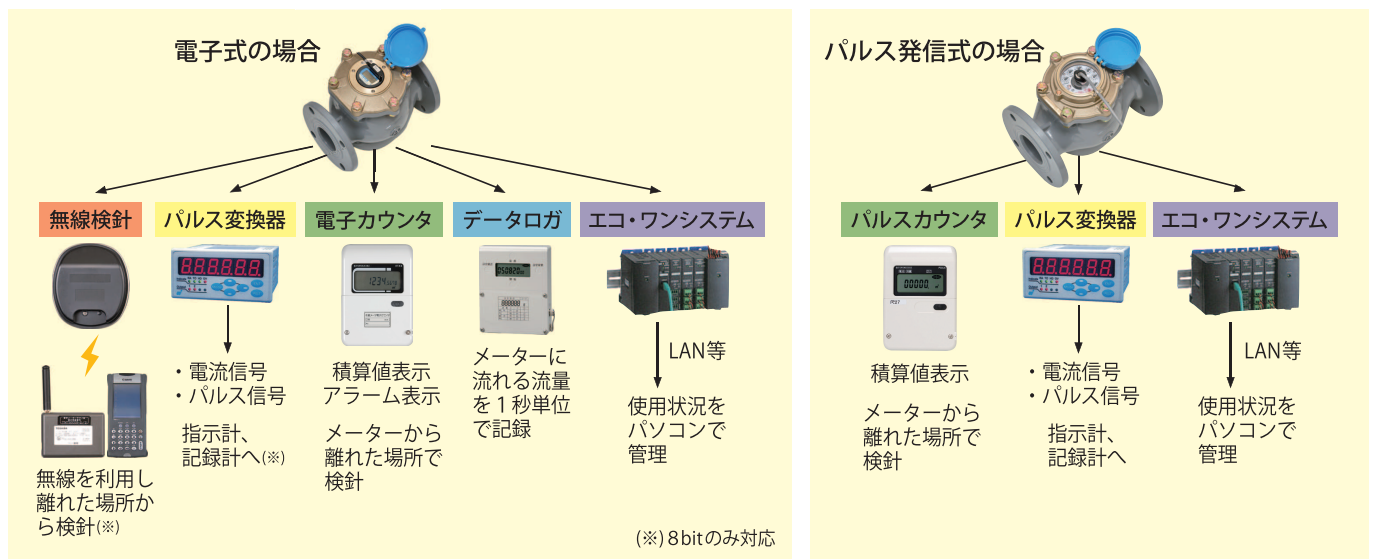 電子式の場合
無線検針
パルス変換器
電子カウンタ
データロガ
エコ・ワンシステム
無線を利用し
離れた場所か
ら検針(※)
・電流信号
・パルス信号
指示計、
記録計へ(※)
1234
積算値表示
アラーム表示
メーターから
離れた場所で
検針
メーターに
流れる流量
を1秒単位
で記録
LAN等
使用状況を
パソコンで
管理
(※)8bitのみ対応
パルス発信式の場合
パルスカウンタ
パルス変換器
エコ・ワンシステム
00000
積算値表示
メーターから
離れた場所で
検針
8.8.8.8.8.8.
・電流信号
・パルス信号
指示計、
記録計へ
LAN等
使用状況を
パソコンで
管理